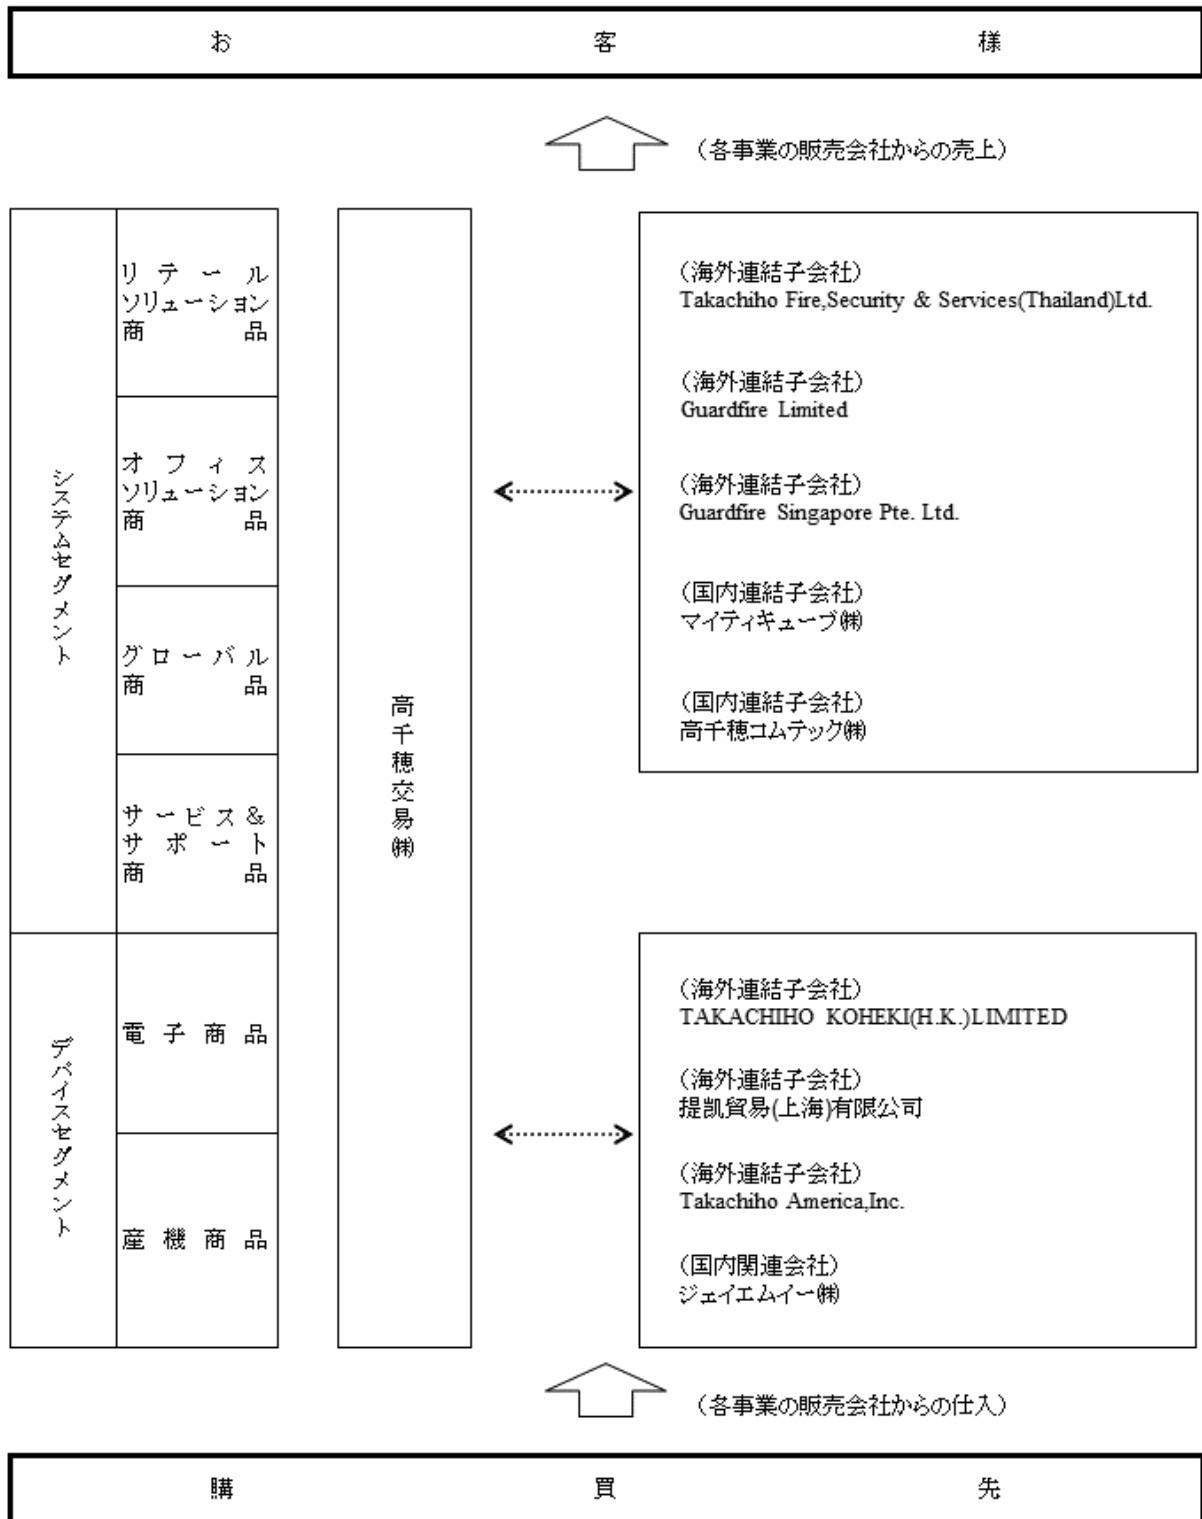 お客様
（各事業の販売会社からの売上）
システムセグメント
リテール
ソリューション
商品
オフィス
ソリューション
商品
グローバル
商品
サービス&
サポート
商品
デバイスセグメント
電子商品
産機商品
高千穂交易㈱
（海外連結子会社）
Takachiho Fire,Security & Services(Thailand)Ltd.
（海外連結子会社）
Guardfire Limited
（海外連結子会社）
Guardfire Singapore Pte. Ltd.
（国内連結子会社）
マイティキューブ㈱
（国内連結子会社）
高千穂コムテック㈱
（海外連結子会社）
TAKACHIHO KOHEKI(H.K.)LIMITED
（海外連結子会社）
提凱貿易(上海)有限公司
（海外連結子会社）
Takachiho America,Inc.
（国内関連会社）
ジェイエムイー㈱
（各事業の販売会社からの仕入）
購買先